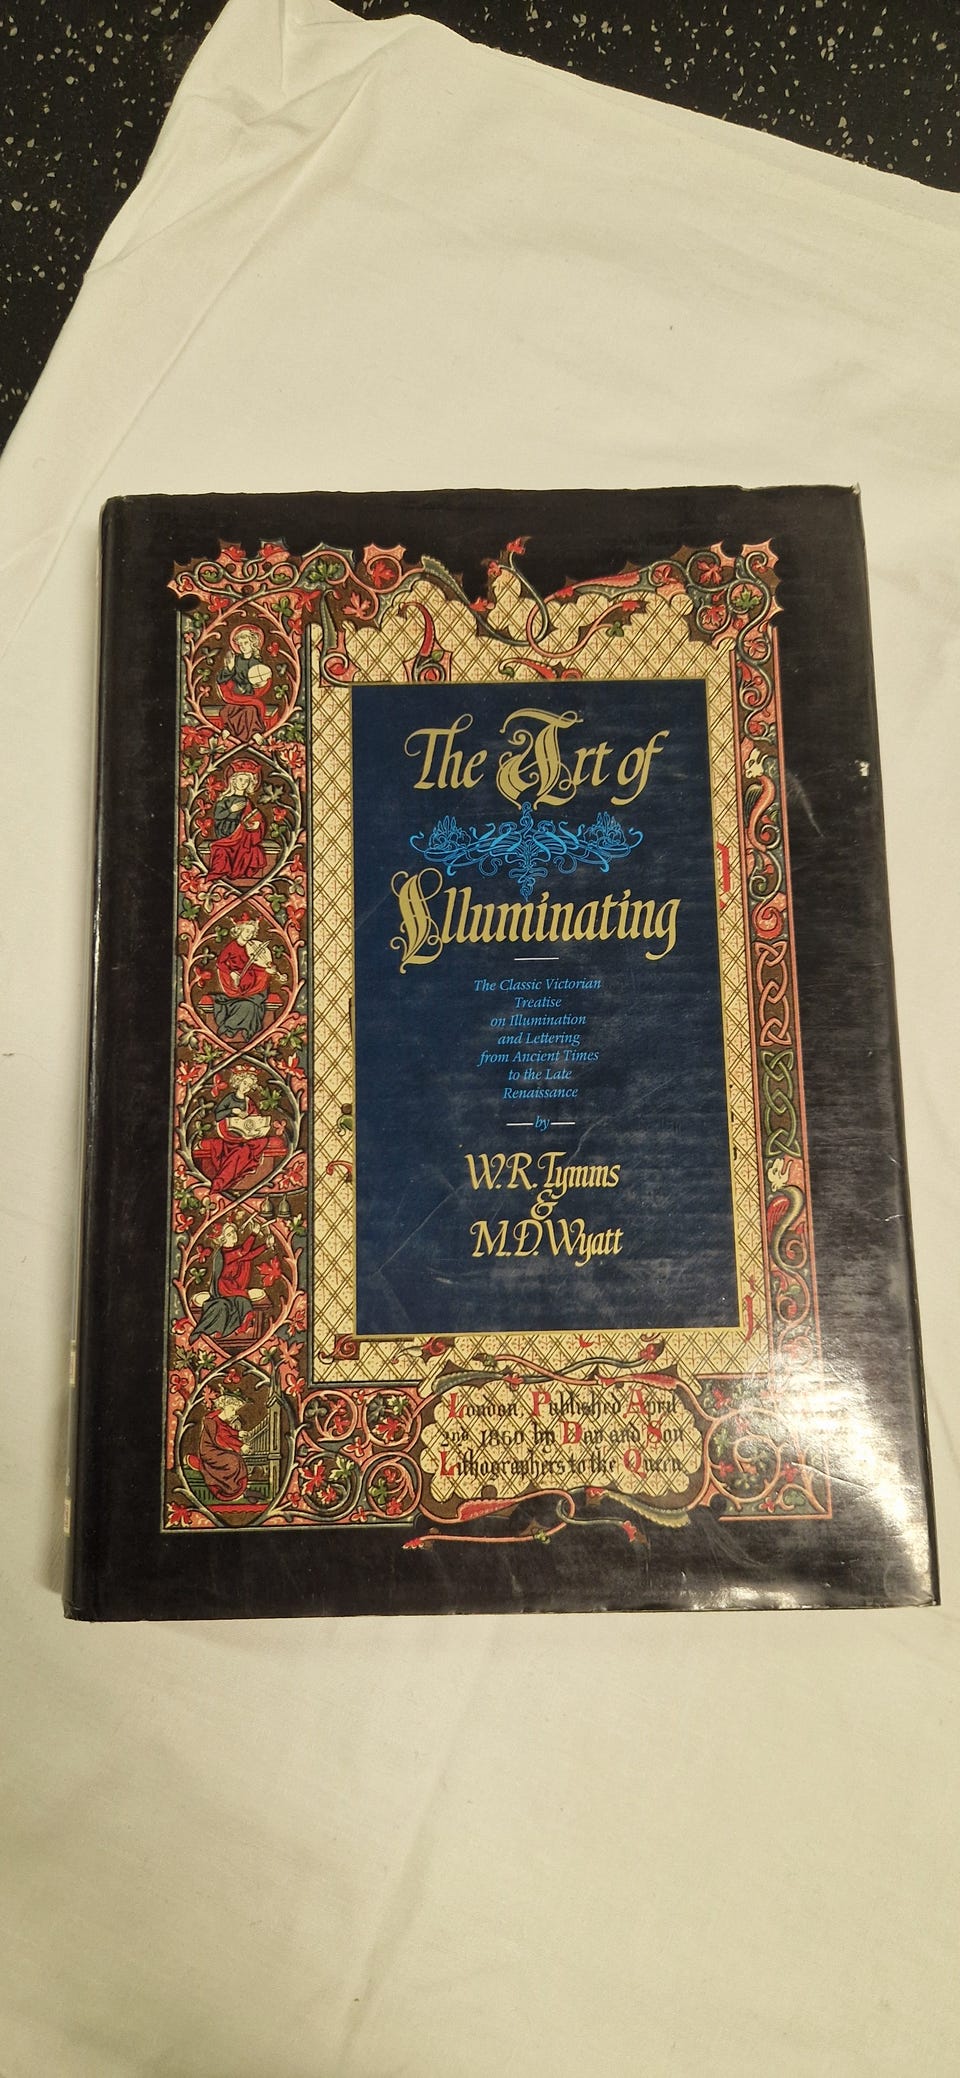 The Art of
Illuminating
The Classic Victorian
Treatise
on Illumination
and Lettering
from Ancient Times
to the Late
Renaissance
—by—
W.R. Tymms
&
M.D. Wyatt
London, Published April
2nd 1860 by Day and Son
Lithographers to the Queen